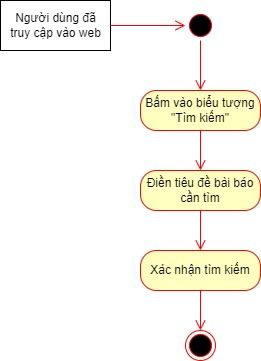 Người dùng đã
truy cập vào web
Bấm vào biểu tượng
"Tìm kiếm"
Điền tiêu đề bài báo
cần tìm
Xác nhận tìm kiếm